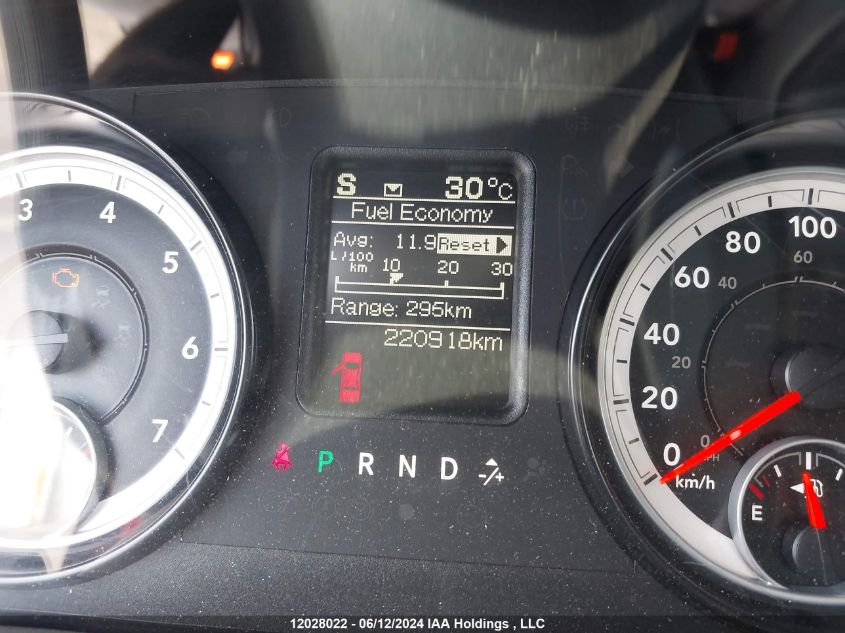 S 30°C
Fuel Economy
Avg: 11.9 Reset
L/100 km 10 20 30
Range: 295km
220918km
3 4 5 6 7
P R N D -/+
0 20 40 60 80 100
0 20 40 60
km/h
E
12028022 - 06/12/2024 IAA Holdings , LLC